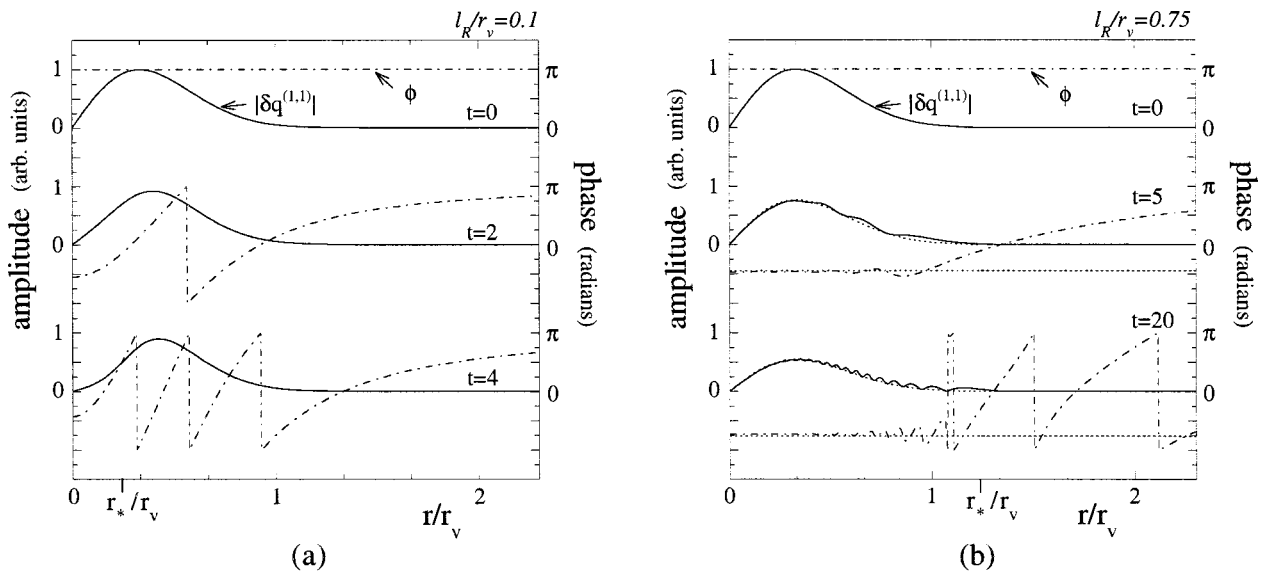 l_R/r_v=0.1
amplitude (arb. units)
1
0
1
0
1
0
|δq^(1,1)|
ϕ
t=0
t=2
t=4
π
0
π
0
π
0
phase (radians)
0 1 2
r_*/r_v r/r_v
(a)
l_R/r_v=0.75
amplitude (arb. units)
1
0
1
0
1
0
|δq^(1,1)|
ϕ
t=0
t=5
t=20
π
0
π
0
π
0
phase (radians)
0 1 2
r_*/r_v r/r_v
(b)